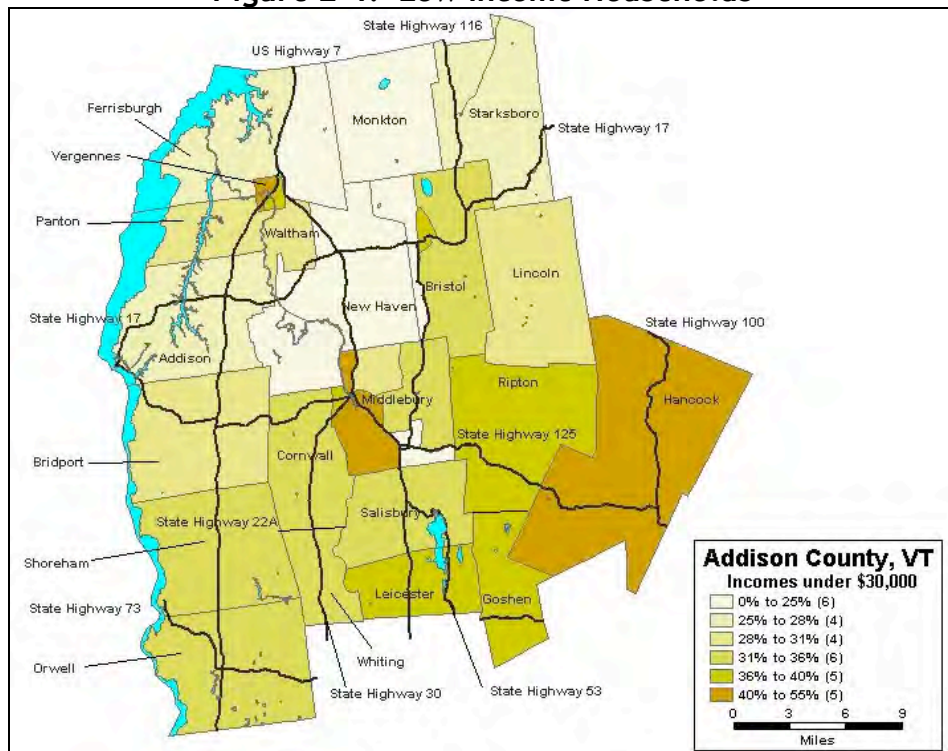 Figure Income Households
State Highway 116
US Highway 7
Ferrisburgh
Monkton
Starksboro
State Highway 17
Vergennes
Panton
Waltham
Lincoln
Bristol
New Haven
State Highway 17
State Highway 100
Addison
Ripton
Hancock
Middlebury
State Highway 125
Cornwall
Bridport
Salisbury
State Highway 22A
Shoreham
Leicester
Goshen
State Highway 73
Whiting
Orwell
State Highway 30
State Highway 53
Addison County, VT
Incomes under $30,000
0% to 25% (6)
25% to 28% (4)
28% to 31% (4)
31% to 36% (6)
36% to 40% (5)
40% to 55% (5)
0 3 6 9
Miles